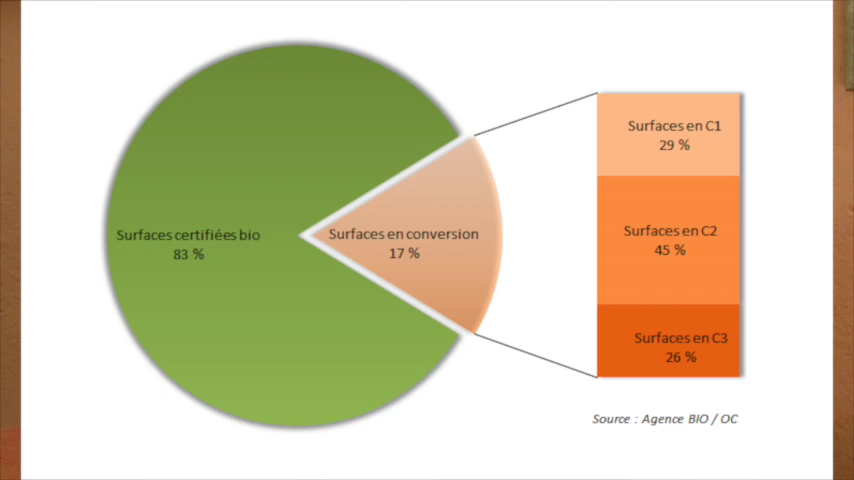 Surfaces certifiées bio
83 %
Surfaces en conversion
17 %
Surfaces en C1
29 %
Surfaces en C2
45 %
Surfaces en C3
26 %
Source : Agence BIO / OC